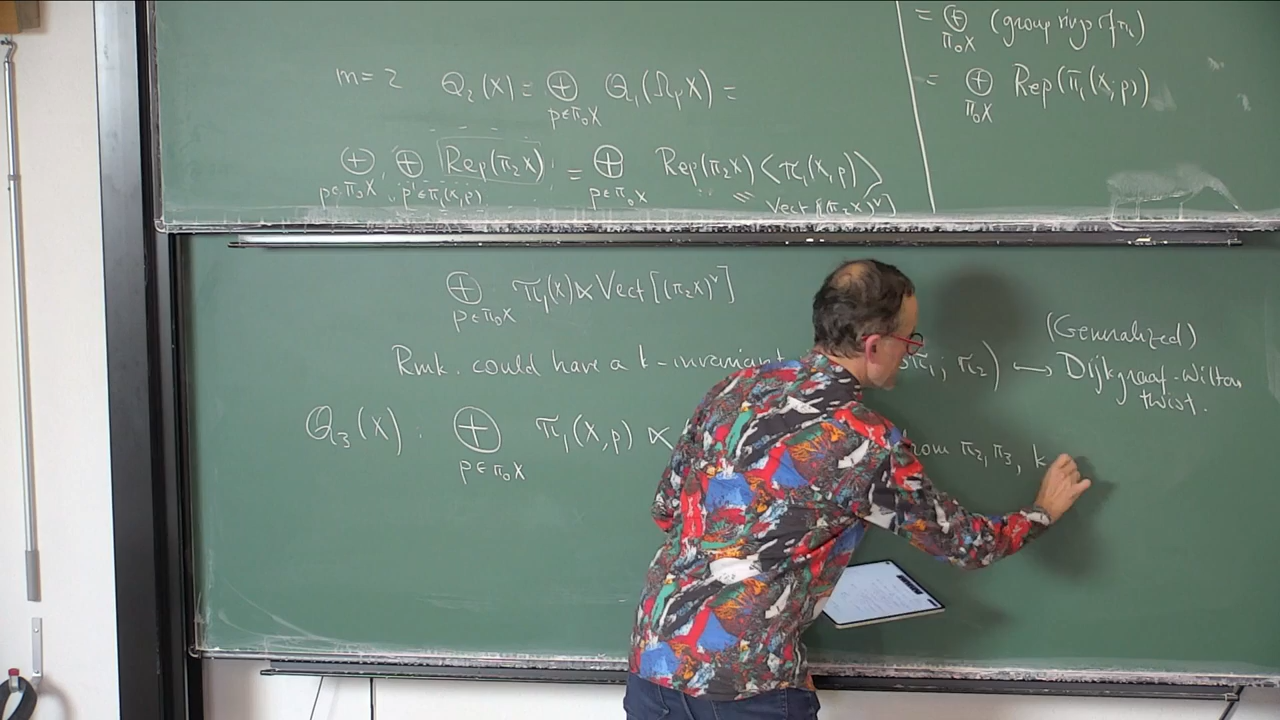 m=2 Q₂(X) = ⊕ Q₁(Ω_pX) =
p∈π₀X
⊕ ⊕ Rep(π₂X) = ⊕ Rep(π₂X)⟨π₁(X,p)⟩
p∈π₀X p'∈π₁(X,p) p∈π₀X = Vect[(π₂X)^∨]
= ⊕ (group rings of π₁)
π₀X
= ⊕ Rep(π₁(X,p))
π₀X
⊕ π₁(X)⋉Vect[(π₂X)^∨]
p∈π₀X
Rmk. could have a k-invariant π₁; π₂) ⟷ (Generalized)
Dijkgraaf-Witten
twist.
Q₃(X): ⊕ π₁(X,p) ⋉ from π₂, π₃, k
p∈π₀X